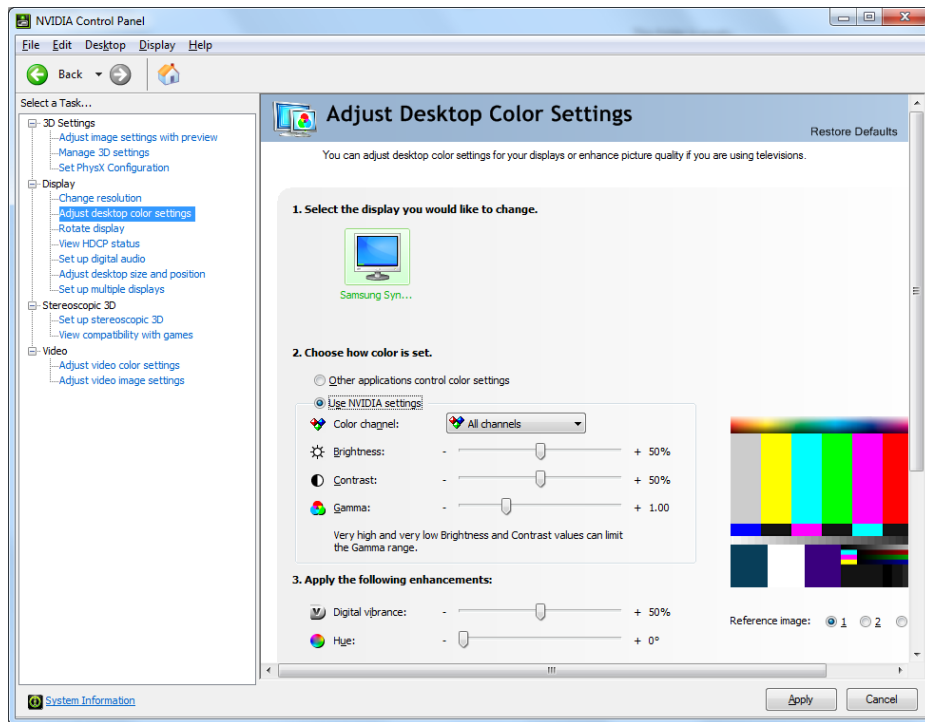 NVIDIA Control Panel
File Edit Desktop Display Help
Back
Select a Task...
3D Settings
Adjust image settings with preview
Manage 3D settings
Set PhysX Configuration
Display
Change resolution
Adjust desktop color settings
Rotate display
View HDCP status
Set up digital audio
Adjust desktop size and position
Set up multiple displays
Stereoscopic 3D
Set up stereoscopic 3D
View compatibility with games
Video
Adjust video color settings
Adjust video image settings
Adjust Desktop Color Settings
Restore Defaults
You can adjust desktop color settings for your displays or enhance picture quality if you are using televisions.
1. Select the display you would like to change.
Samsung Syn...
2. Choose how color is set.
Other applications control color settings
Use NVIDIA settings
Color channel: All channels
Brightness: - + 50%
Contrast: - + 50%
Gamma: - + 1.00
Very high and very low Brightness and Contrast values can limit
the Gamma range.
3. Apply the following enhancements:
Digital vibrance: - + 50%
Hue: - + 0°
Reference image: 1 2
System Information
Apply Cancel